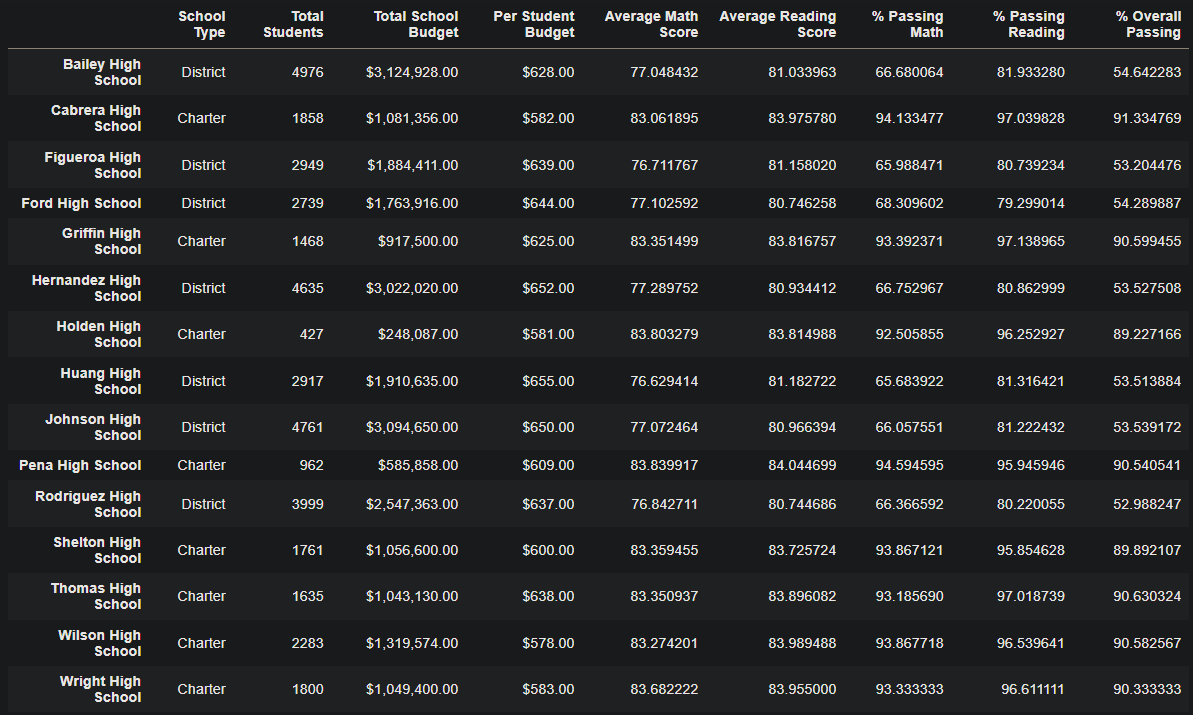 School Type Total Students Total School Budget Per Student Budget Average Math Score Average Reading Score % Passing Math % Passing Reading % Overall Passing
Bailey High School District 4976 $3,124,928.00 $628.00 77.048432 81.033963 66.680064 81.933280 54.642283
Cabrera High School Charter 1858 $1,081,356.00 $582.00 83.061895 83.975780 94.133477 97.039828 91.334769
Figueroa High School District 2949 $1,884,411.00 $639.00 76.711767 81.158020 65.988471 80.739234 53.204476
Ford High School District 2739 $1,763,916.00 $644.00 77.102592 80.746258 68.309602 79.299014 54.289887
Griffin High School Charter 1468 $917,500.00 $625.00 83.351499 83.816757 93.392371 97.138965 90.599455
Hernandez High School District 4635 $3,022,020.00 $652.00 77.289752 80.934412 66.752967 80.862999 53.527508
Holden High School Charter 427 $248,087.00 $581.00 83.803279 83.814988 92.505855 96.252927 89.227166
Huang High School District 2917 $1,910,635.00 $655.00 76.629414 81.182722 65.683922 81.316421 53.513884
Johnson High School District 4761 $3,094,650.00 $650.00 77.072464 80.966394 66.057551 81.222432 53.539172
Pena High School Charter 962 $585,858.00 $609.00 83.839917 84.044699 94.594595 95.945946 90.540541
Rodriguez High School District 3999 $2,547,363.00 $637.00 76.842711 80.744686 66.366592 80.220055 52.988247
Shelton High School Charter 1761 $1,056,600.00 $600.00 83.359455 83.725724 93.867121 95.854628 89.892107
Thomas High School Charter 1635 $1,043,130.00 $638.00 83.350937 83.896082 93.185690 97.018739 90.630324
Wilson High School Charter 2283 $1,319,574.00 $578.00 83.274201 83.989488 93.867718 96.539641 90.582567
Wright High School Charter 1800 $1,049,400.00 $583.00 83.682222 83.955000 93.333333 96.611111 90.333333